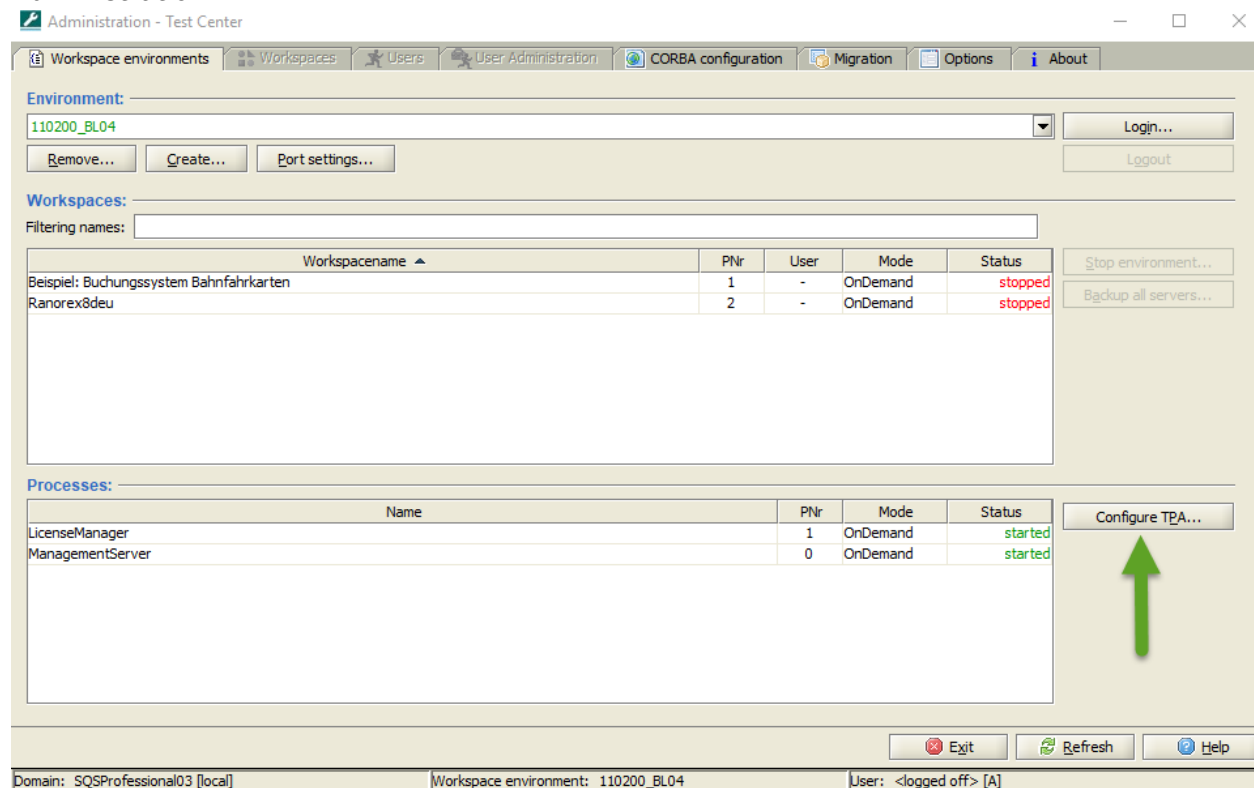 Administration - Test Center
Workspace environments Workspaces Users User Administration CORBA configuration Migration Options About
Environment:
110200_BL04 Login...
Remove... Create... Port settings... Logout
Workspaces:
Filtering names:
Workspacename PNr User Mode Status Stop environment...
Beispiel: Buchungssystem Bahnfahrkarten 1 - OnDemand stopped
Backup all servers...
Ranorex8deu 2 - OnDemand stopped
Processes:
Name PNr Mode Status Configure TPA...
LicenseManager 1 OnDemand started
ManagementServer 0 OnDemand started
Exit Refresh Help
Domain: SQSProfessional03 [local] Workspace environment: 110200_BL04 User: <logged off> [A]